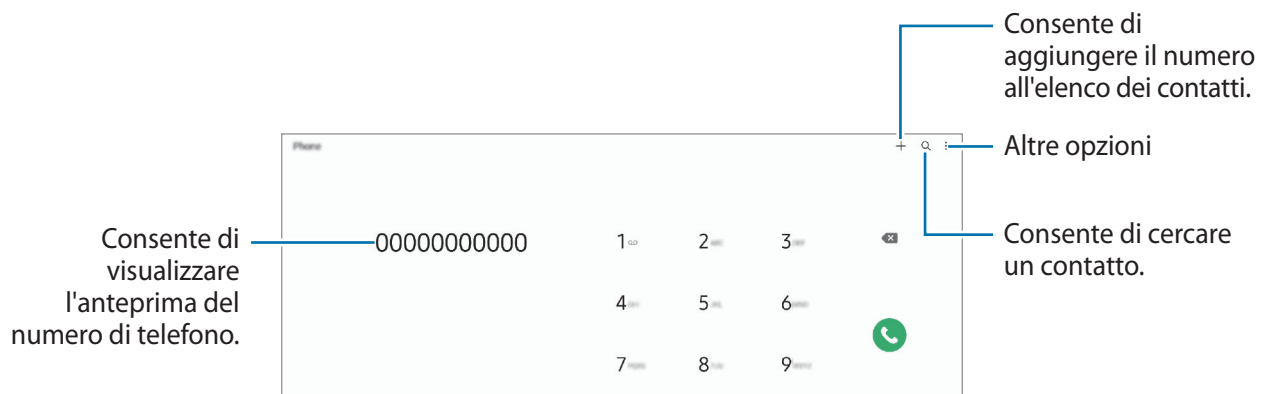 Consente di
aggiungere il numero
all'elenco dei contatti.
Phone
Altre opzioni
Consente di
visualizzare
l'anteprima del
numero di telefono.
00000000000
1 2 3
Consente di cercare
un contatto.
4 5 6
7 8 9